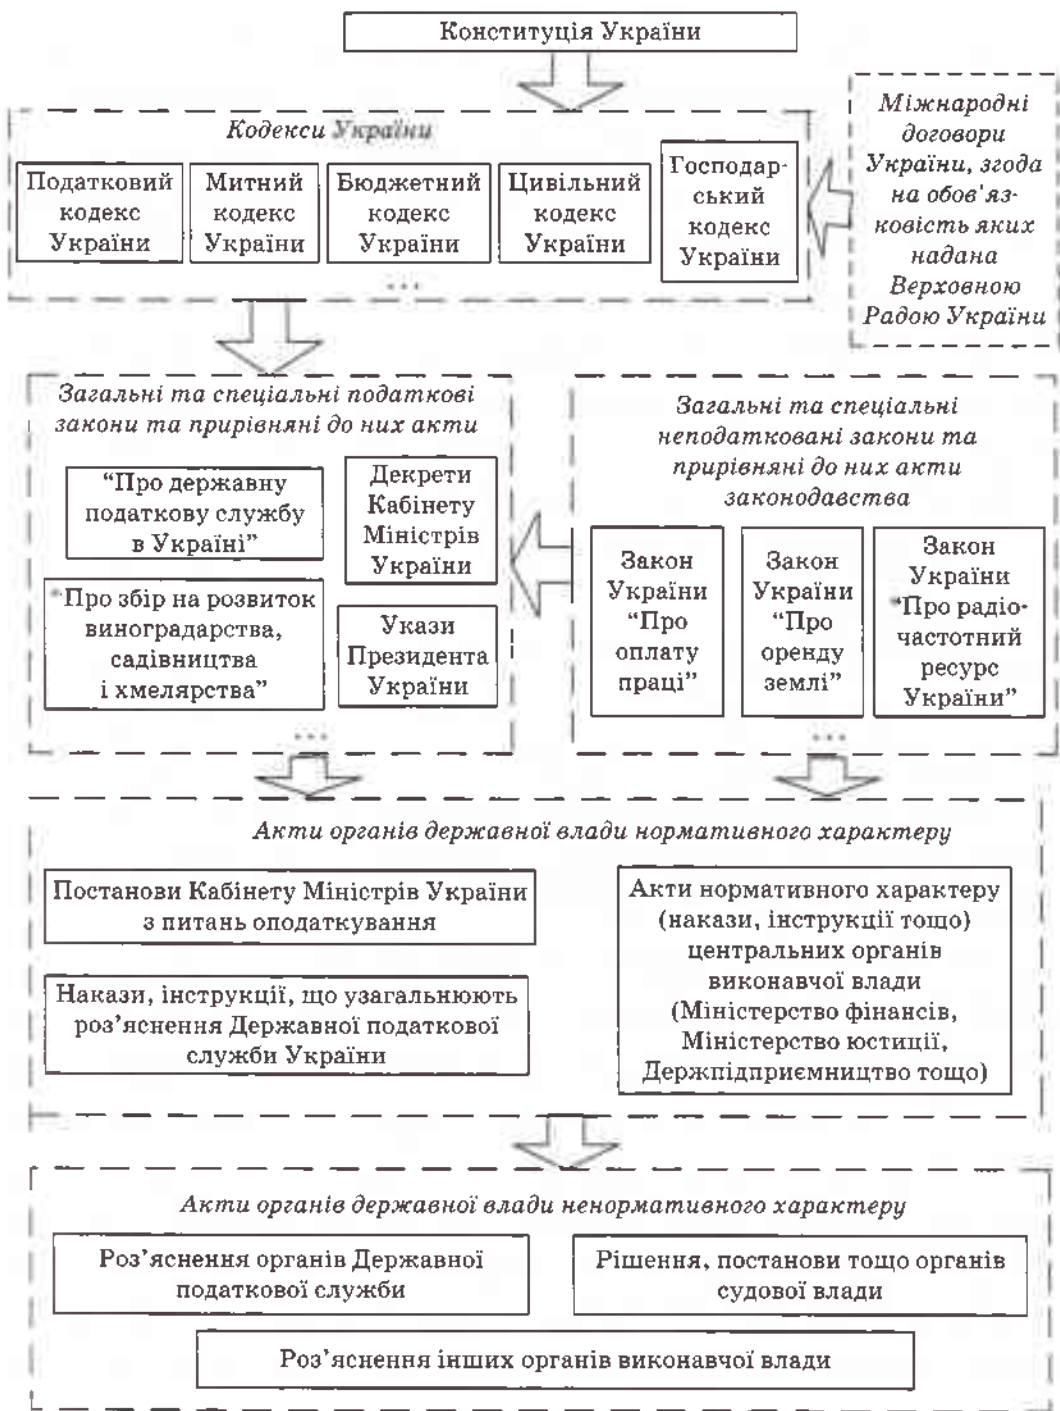 Конституція України
Кодекси України
Податковий
кодекс
України
Митний
кодекс
України
Бюджетний
кодекс
України
Цивільний
кодекс
України
Господар-
ський
кодекс
України
...
Міжнародні
договори
України, згода
на обов'яз-
ковість яких
надана
Верховною
Радою України
Загальні та спеціальні податкові
закони та прирівняні до них акти
“Про державну
податкову службу
в Україні”
Декрети
Кабінету
Міністрів
України
“Про збір на розвиток
виноградарства,
садівництва
і хмелярства”
Укази
Президента
України
...
Загальні та спеціальні
неподатковані закони та
прирівняні до них акти
законодавства
Закон
України
“Про
оплату
праці”
Закон
України
“Про
оренду
землі”
Закон
України
“Про радіо-
частотний
ресурс
України”
...
Акти органів державної влади нормативного характеру
Постанови Кабінету Міністрів України
з питань оподаткування
Накази, інструкції, що узагальнюють
роз’яснення Державної податкової
служби України
Акти нормативного характеру
(накази, інструкції тощо)
центральних органів
виконавчої влади
(Міністерство фінансів,
Міністерство юстиції,
Держпідприємництво тощо)
Акти органів державної влади ненормативного характеру
Роз’яснення органів Державної
податкової служби
Рішення, постанови тощо органів
судової влади
Роз’яснення інших органів виконавчої влади